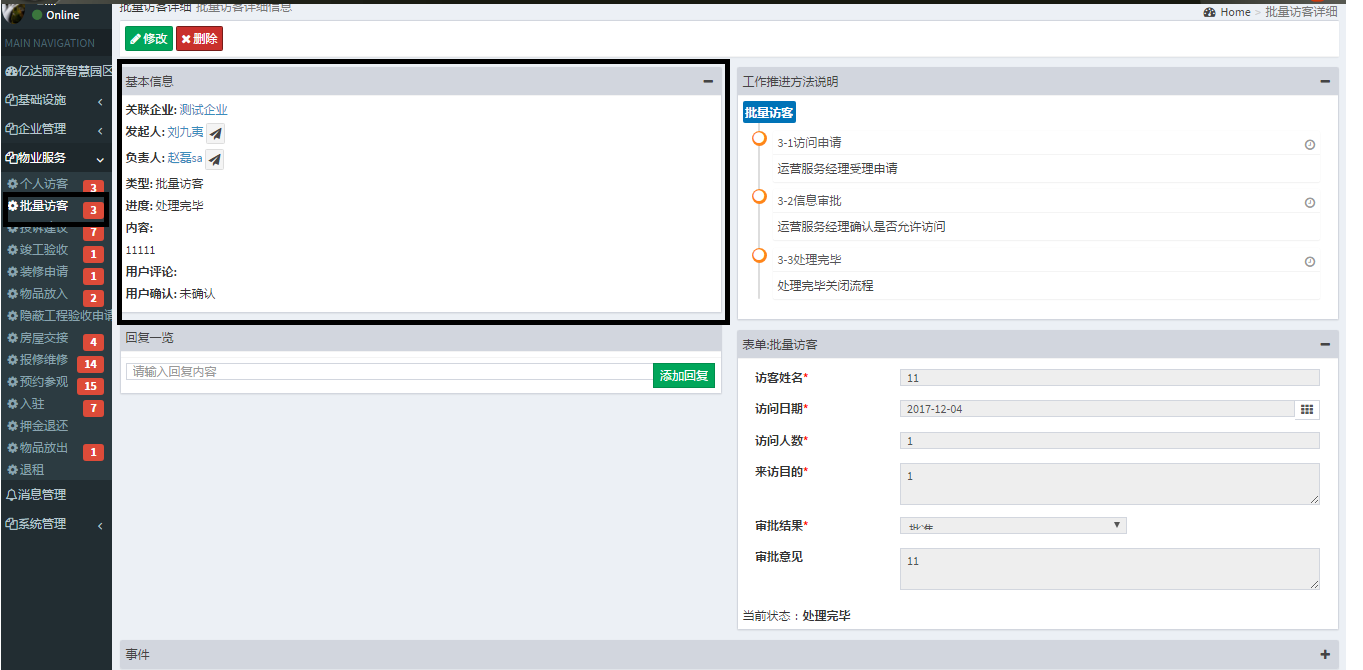 Online
MAIN NAVIGATION
亿达丽泽智慧园区
基础设施
企业管理
物业服务
个人访客 3
批量访客 3
投诉建议 7
竣工验收 1
装修申请 1
物品放入 2
隐蔽工程验收申请
房屋交接 4
报修维修 14
预约参观 15
入驻 7
押金退还
物品放出 1
退租
消息管理
系统管理
批量访客详细 批量访客详细信息
Home > 批量访客详细
修改 删除
基本信息
关联企业: 测试企业
发起人: 刘九夷
负责人: 赵磊sa
类型: 批量访客
进度: 处理完毕
内容:
11111
用户评论:
用户确认: 未确认
回复一览
请输入回复内容 添加回复
工作推进方法说明
批量访客
3-1访问申请
运营服务经理受理申请
3-2信息审批
运营服务经理确认是否允许访问
3-3处理完毕
处理完毕关闭流程
表单:批量访客
访客姓名* 11
访问日期* 2017-12-04
访问人数* 1
来访目的* 1
审批结果* 批准
审批意见 11
当前状态：处理完毕
事件